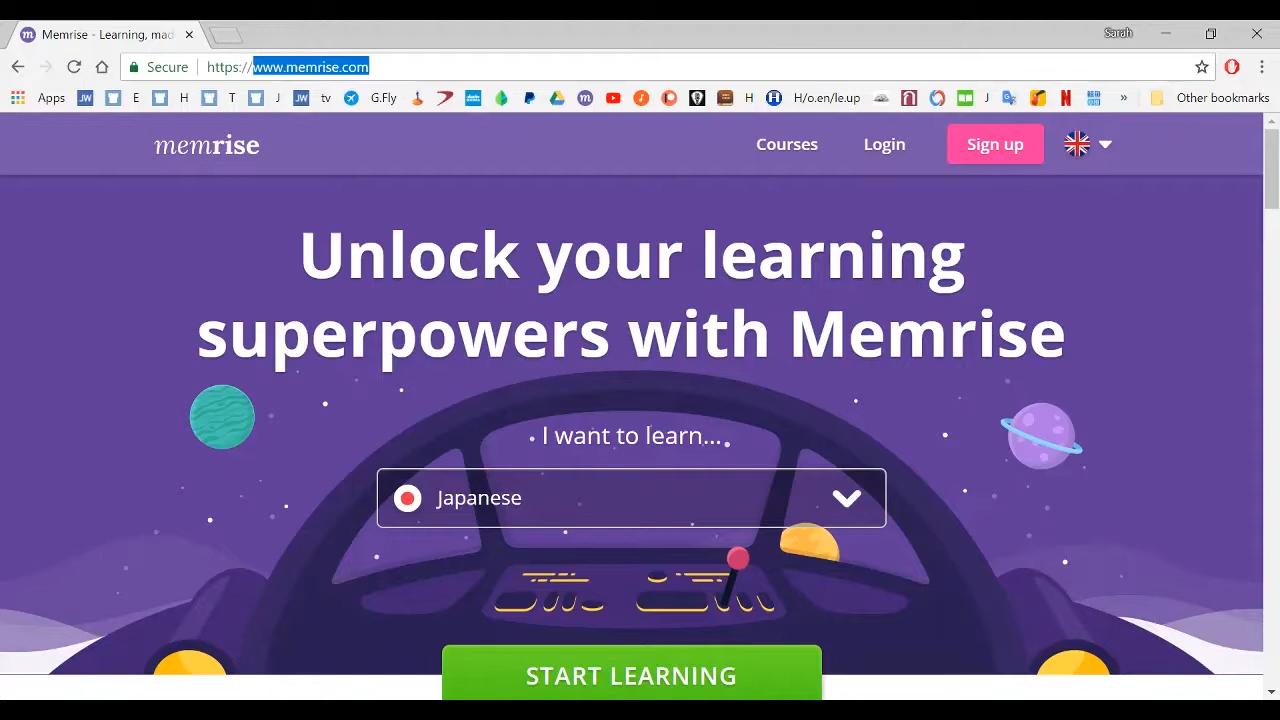 Memrise - Learning, mad
Sarah
Secure
https://www.memrise.com
Apps JW E H T J JW tv G.Fly H H H/o.en/le.up N J N » Other bookmarks
memrise
Courses Login Sign up
Unlock your learning
superpowers with Memrise
I want to learn...
Japanese
START LEARNING